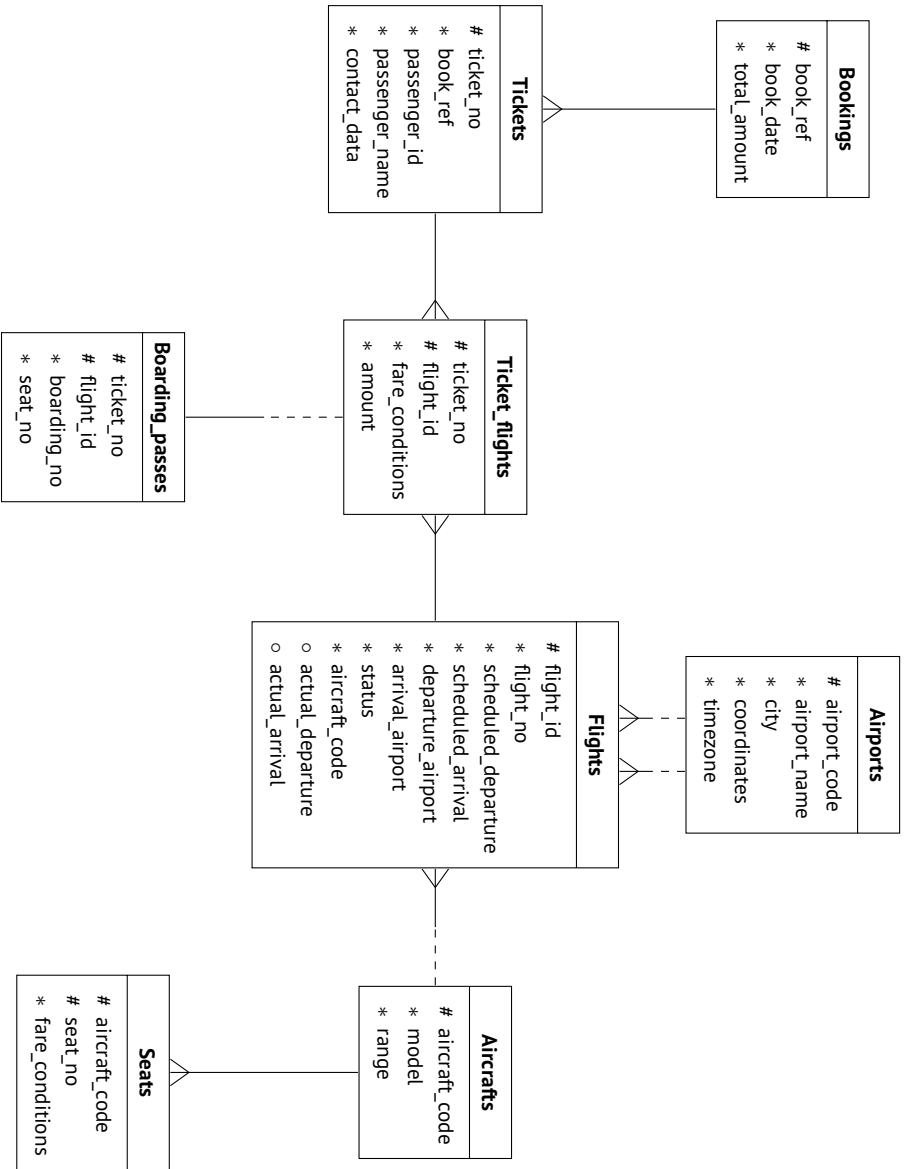 Bookings
# book_ref
* book_date
* total_amount
Airports
# airport_code
* airport_name
* city
* coordinates
* timezone
Tickets
# ticket_no
* book_ref
* passenger_id
* passenger_name
* contact_data
Ticket_flights
# ticket_no
# flight_id
* fare_conditions
* amount
Flights
# flight_id
* flight_no
* scheduled_departure
* scheduled_arrival
* departure_airport
* arrival_airport
* status
* aircraft_code
○ actual_departure
○ actual_arrival
Aircrafts
# aircraft_code
* model
* range
Boarding_passes
# ticket_no
# flight_id
* boarding_no
* seat_no
Seats
# aircraft_code
# seat_no
* fare_conditions